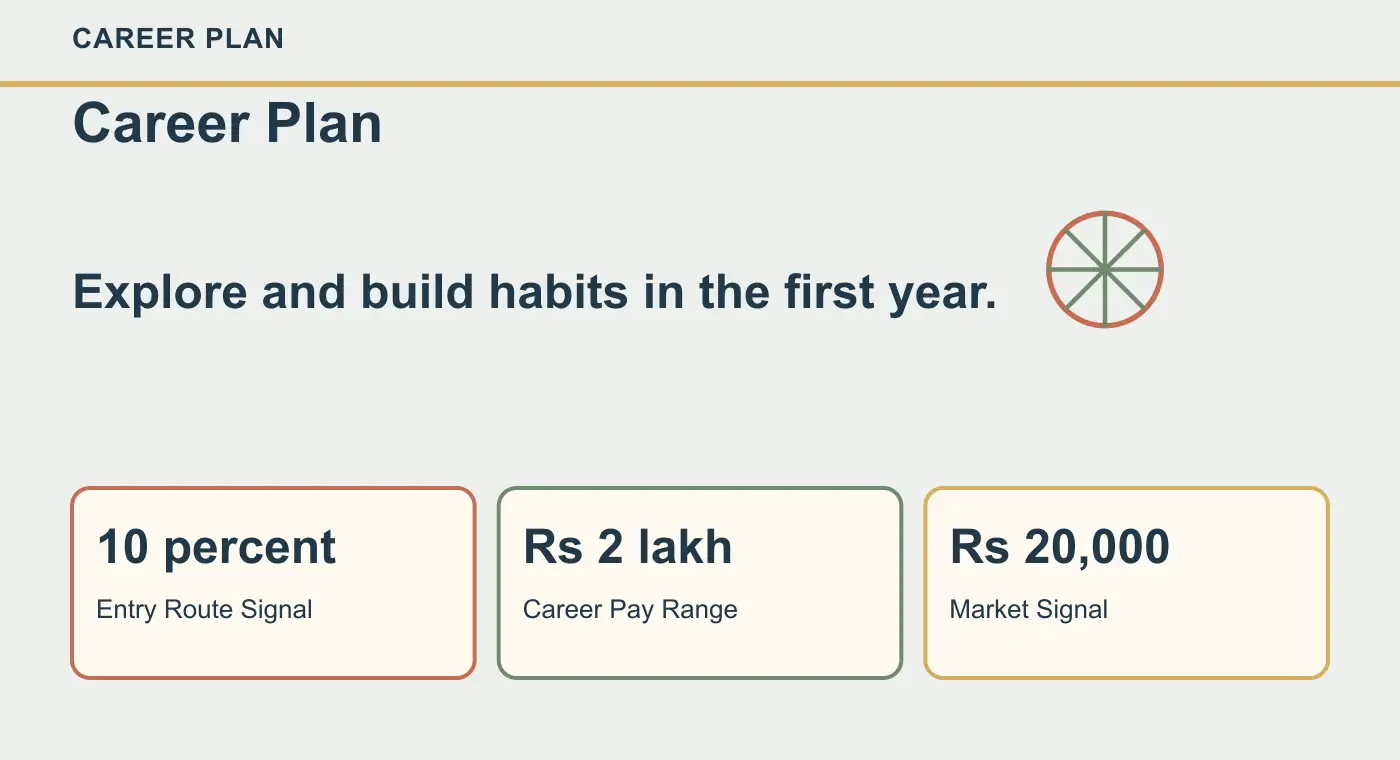 CAREER PLAN
Career Plan
Explore and build habits in the first year.
10 percent
Entry Route Signal
Rs 2 lakh
Career Pay Range
Rs 20,000
Market Signal